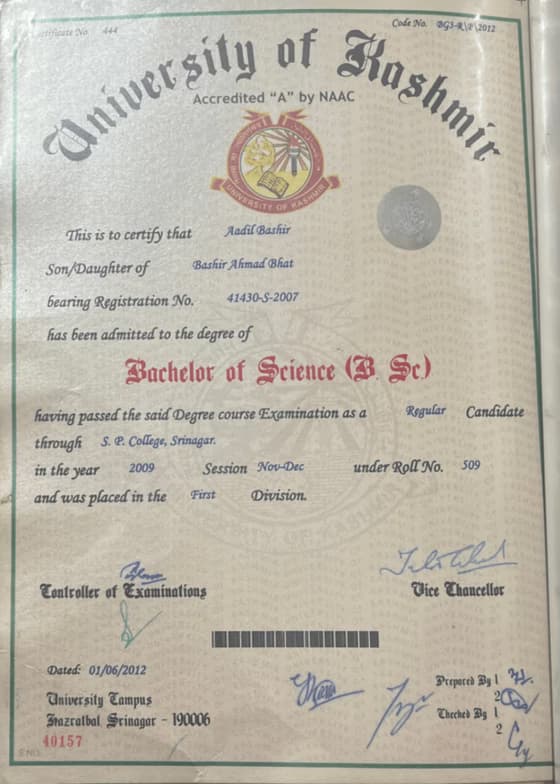 Certificate No. 444
Code No. BGS-R\F\2012
University of Kashmir
Accredited "A" by NAAC
UNIVERSITY OF KASHMIR
This is to certify that Aadil Bashir
Son/Daughter of Bashir Ahmad Bhat
bearing Registration No. 41430-S-2007
has been admitted to the degree of
Bachelor of Science (B. Sc.)
having passed the said Degree course Examination as a Regular Candidate
through S. P. College, Srinagar.
in the year 2009 Session Nov-Dec under Roll No. 509
and was placed in the First Division.
Controller of Examinations
Vice Chancellor
Dated: 01/06/2012
University Campus
Hazratbal Srinagar - 190006
40157
Prepared By 1
2
Checked By 1
2
S.NO.